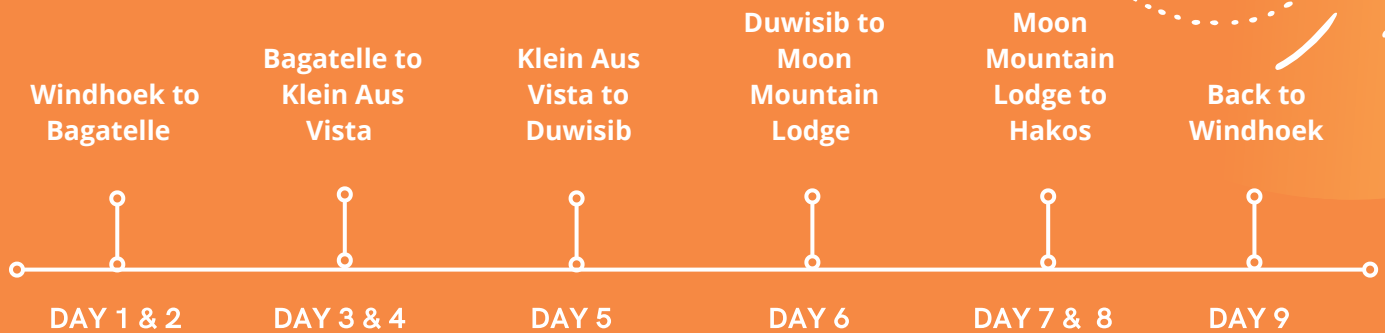 Windhoek to
Bagatelle
Bagatelle to
Klein Aus
Vista
Klein Aus
Vista to
Duwisib
Duwisib to
Moon
Mountain
Lodge
Moon
Mountain
Lodge to
Hakos
Back to
Windhoek
DAY 1 & 2
DAY 3 & 4
DAY 5
DAY 6
DAY 7 & 8
DAY 9